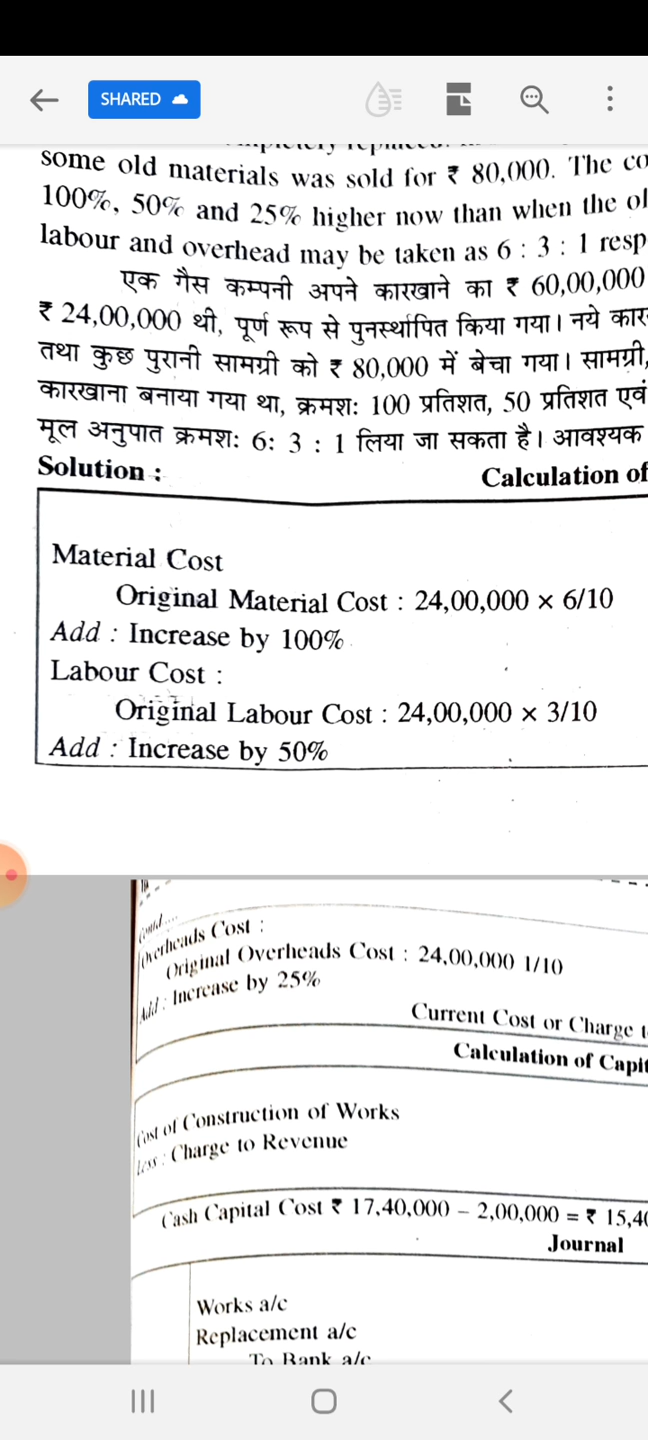 SHARED
some old materials was sold for ₹ 80,000. The co
100%, 50% and 25% higher now than when the ol
labour and overhead may be taken as 6 : 3 : 1 resp
एक गैस कम्पनी अपने कारखाने का ₹ 60,00,000
₹ 24,00,000 थी, पूर्ण रूप से पुनर्स्थापित किया गया। नये कार
तथा कुछ पुरानी सामग्री को ₹ 80,000 में बेचा गया। सामग्री,
कारखाना बनाया गया था, क्रमश: 100 प्रतिशत, 50 प्रतिशत एवं
मूल अनुपात क्रमश: 6: 3 : 1 लिया जा सकता है। आवश्यक
Solution :
Calculation of
Material Cost
Original Material Cost : 24,00,000 × 6/10
Add : Increase by 100%
Labour Cost :
Original Labour Cost : 24,00,000 × 3/10
Add : Increase by 50%
Contd....
Overheads Cost :
Original Overheads Cost : 24,00,000 1/10
Add : Increase by 25%
Current Cost or Charge t
Calculation of Capit
Cost of Construction of Works
Less : Charge to Revenue
Cash Capital Cost ₹ 17,40,000 – 2,00,000 = ₹ 15,40
Journal
Works a/c
Replacement a/c
To Bank a/c